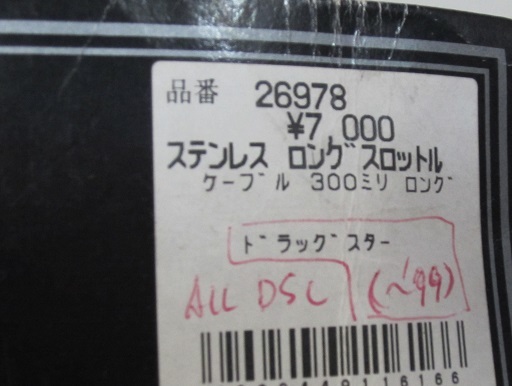 品番 26978
¥7,000
ステンレス ロングスロットル
ケーブル 300ミリ ロング
ドラッグスター
ALL DSC (~'99)